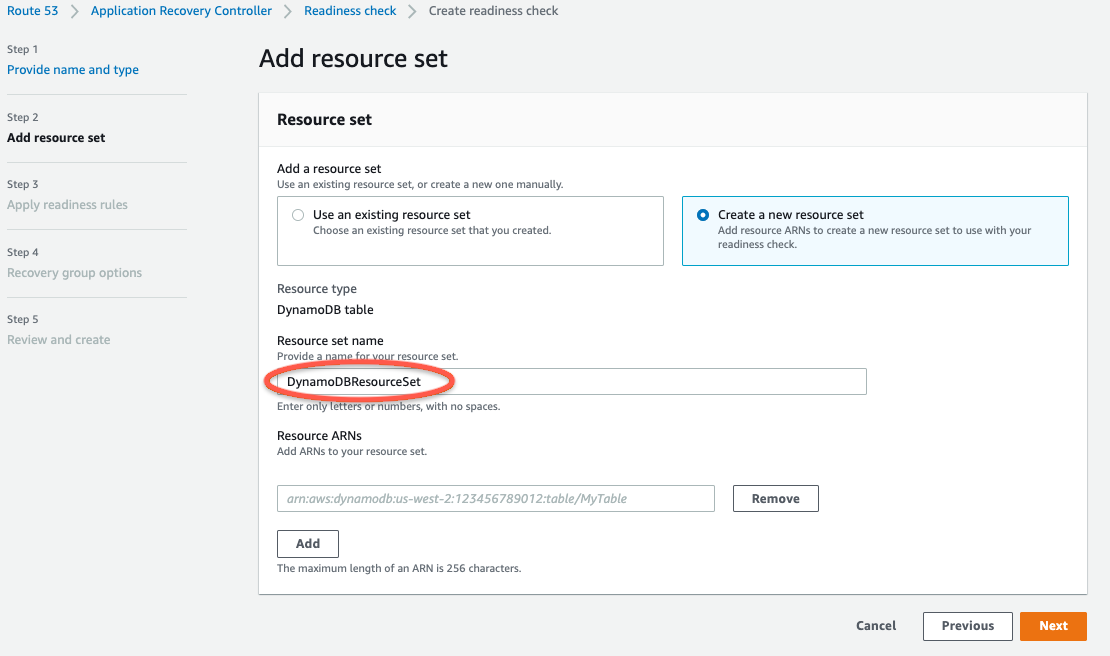 Route 53 > Application Recovery Controller > Readiness check > Create readiness check
Step 1
Provide name and type
Step 2
Add resource set
Step 3
Apply readiness rules
Step 4
Recovery group options
Step 5
Review and create
Add resource set
Resource set
Add a resource set
Use an existing resource set, or create a new one manually.
Use an existing resource set
Choose an existing resource set that you created.
Create a new resource set
Add resource ARNs to create a new resource set to use with your
readiness check.
Resource type
DynamoDB table
Resource set name
Provide a name for your resource set.
DynamoDBResourceSet
Enter only letters or numbers, with no spaces.
Resource ARNs
Add ARNs to your resource set.
arn:aws:dynamodb:us-west-2:123456789012:table/MyTable
Remove
Add
The maximum length of an ARN is 256 characters.
Cancel
Previous
Next